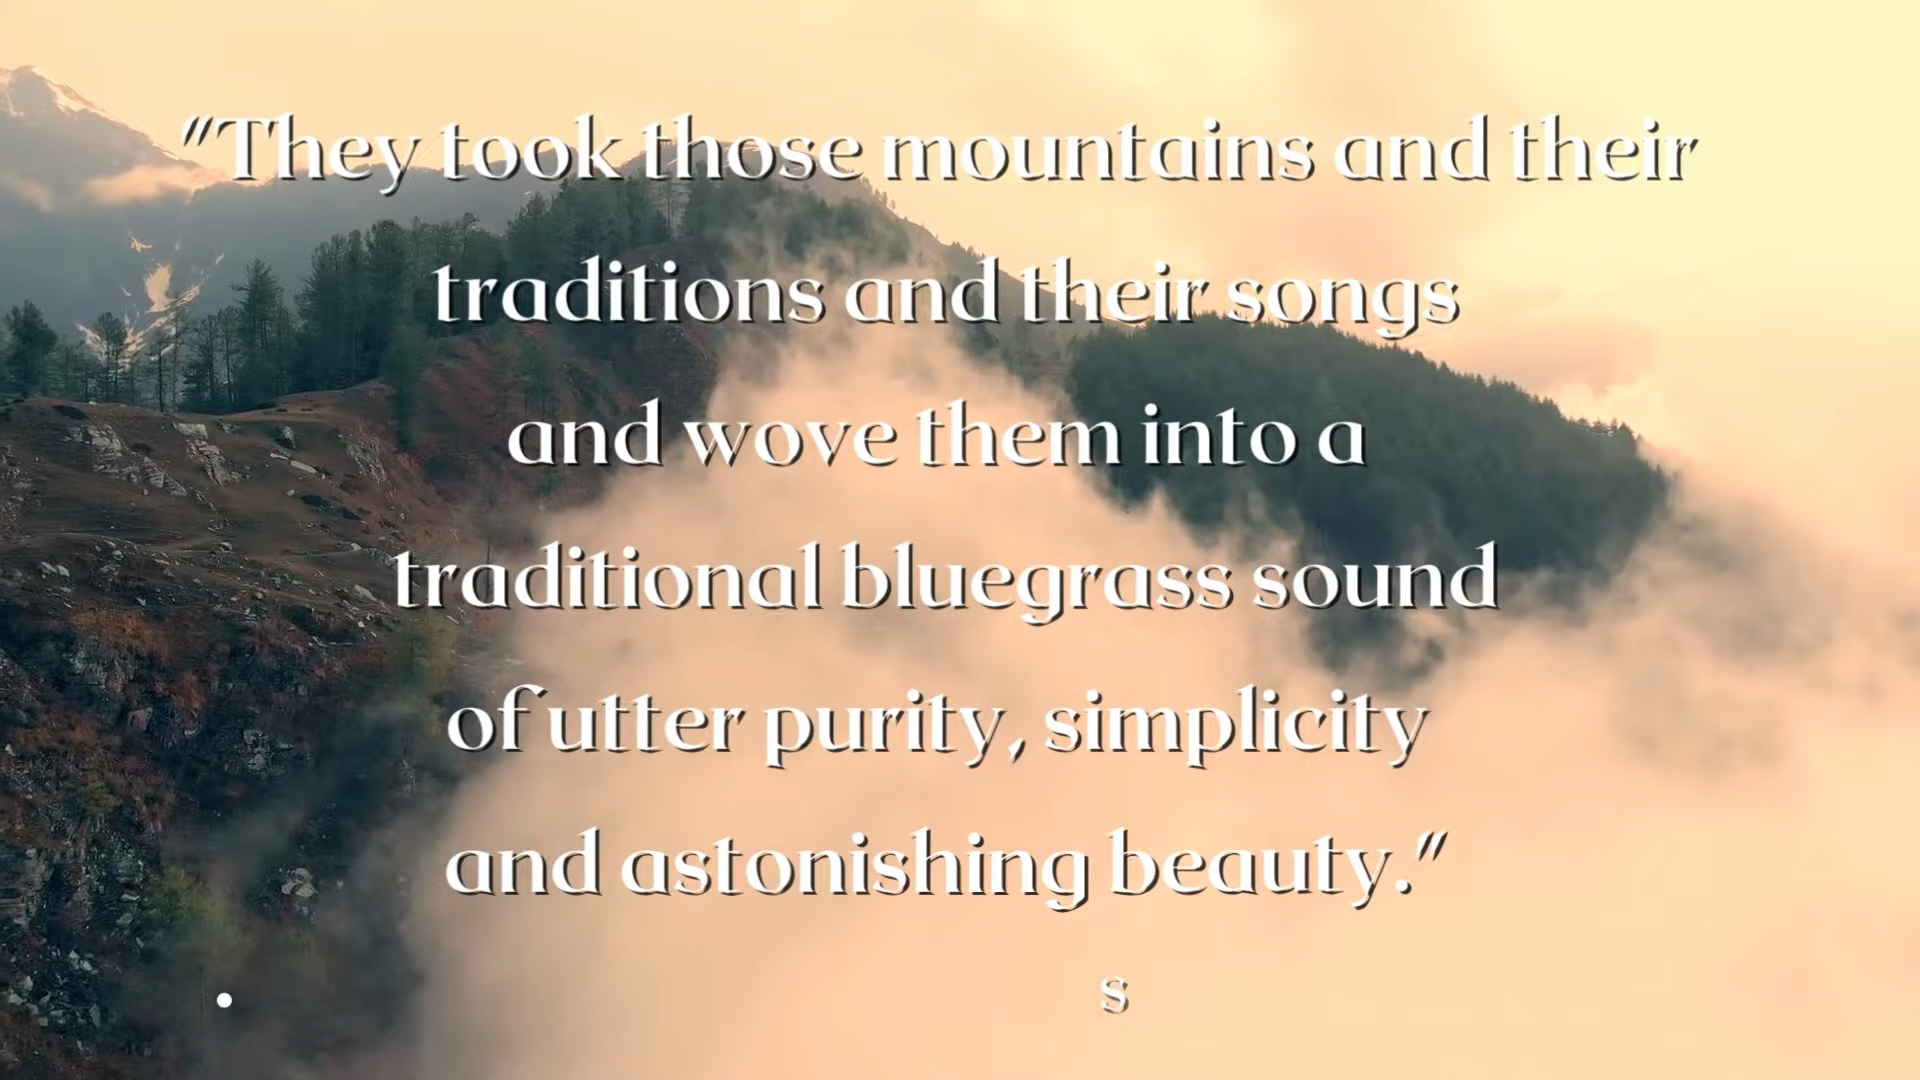 "They took those mountains and their
traditions and their songs
and wove them into a
traditional bluegrass sound
of utter purity, simplicity
and astonishing beauty."
• s